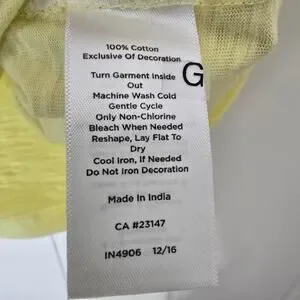 100% Cotton
Exclusive Of Decoration
G
Turn Garment Inside
Out
Machine Wash Cold
Gentle Cycle
Only Non-Chlorine
Bleach When Needed
Reshape, Lay Flat To
Dry
Cool Iron, If Needed
Do Not Iron Decoration
Made In India
CA #23147
IN4906 12/16